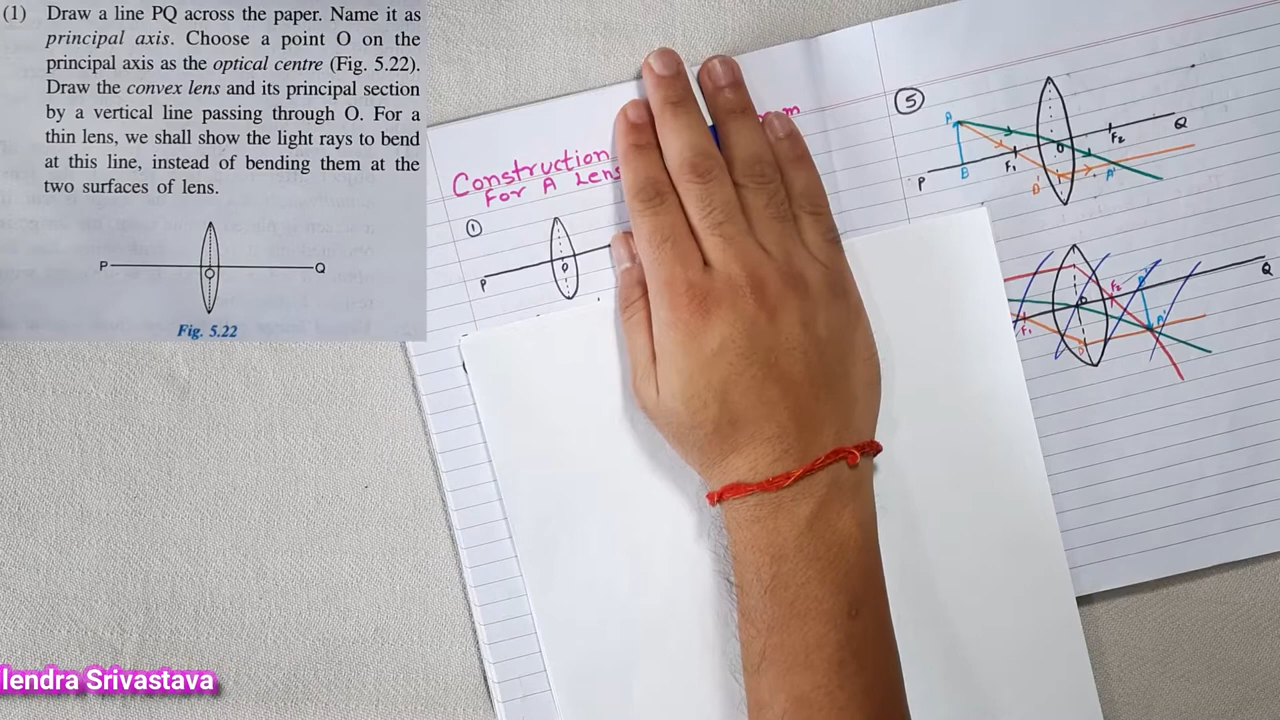 (1) Draw a line PQ across the paper. Name it as
principal axis. Choose a point O on the
principal axis as the optical centre (Fig. 5.22).
Draw the convex lens and its principal section
by a vertical line passing through O. For a
thin lens, we shall show the light rays to bend
at this line, instead of bending them at the
two surfaces of lens.
P O Q
Fig. 5.22
Construction
For A Lens
①
P O
⑤
A
F₂ Q
O
P B F₁
D A'
Q
F₂ B'
O
F₁ A'
D
lendra Srivastava